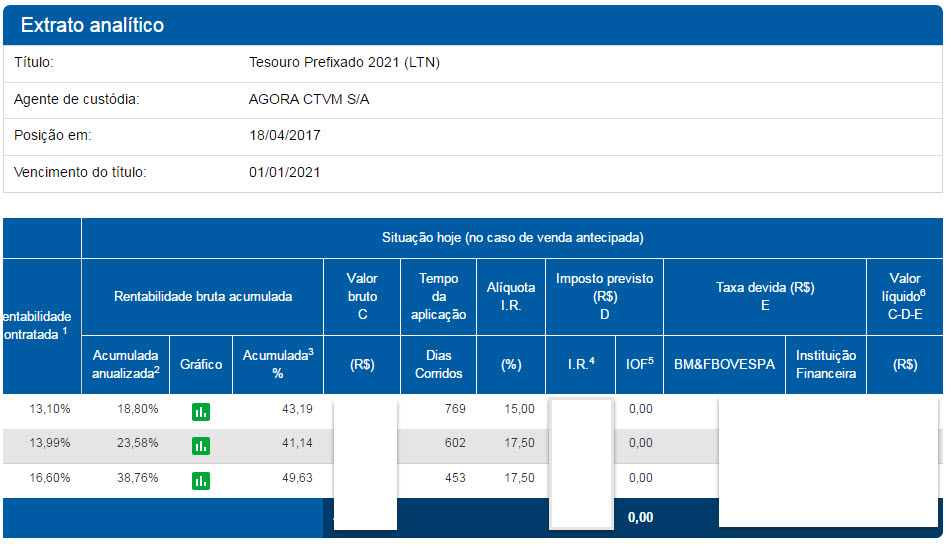 Extrato analítico
Título: Tesouro Prefixado 2021 (LTN)
Agente de custódia: AGORA CTVM S/A
Posição em: 18/04/2017
Vencimento do título: 01/01/2021
Situação hoje (no caso de venda antecipada)
entabilidade
ontratada 1
Rentabilidade bruta acumulada
Valor
bruto
C
Tempo
da
aplicação
Alíquota
I.R.
Imposto previsto
(R$)
D
Taxa devida (R$)
E
Valor
líquido6
C-D-E
Acumulada
anualizada2
Gráfico
Acumulada3
%
(R$)
Dias
Corridos
(%)
I.R.4
IOF5
BM&FBOVESPA
Instituição
Financeira
(R$)
13,10% 18,80% 43,19 769 15,00 0,00
13,99% 23,58% 41,14 602 17,50 0,00
16,60% 38,76% 49,63 453 17,50 0,00
0,00